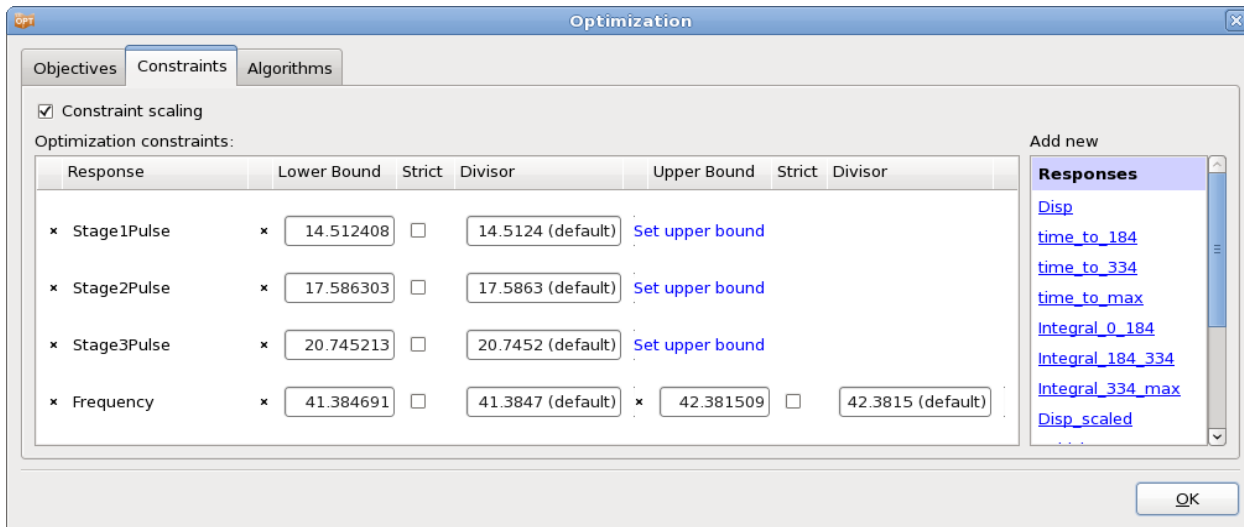 OPT Optimization
Objectives Constraints Algorithms
Constraint scaling
Optimization constraints: Add new
Response Lower Bound Strict Divisor Upper Bound Strict Divisor Responses
Stage1Pulse 14.512408 14.5124 (default) Set upper bound
Stage2Pulse 17.586303 17.5863 (default) Set upper bound
Stage3Pulse 20.745213 20.7452 (default) Set upper bound
Frequency 41.384691 41.3847 (default) 42.381509 42.3815 (default)
Disp
time_to_184
time_to_334
time_to_max
Integral_0_184
Integral_184_334
Integral_334_max
Disp_scaled
OK